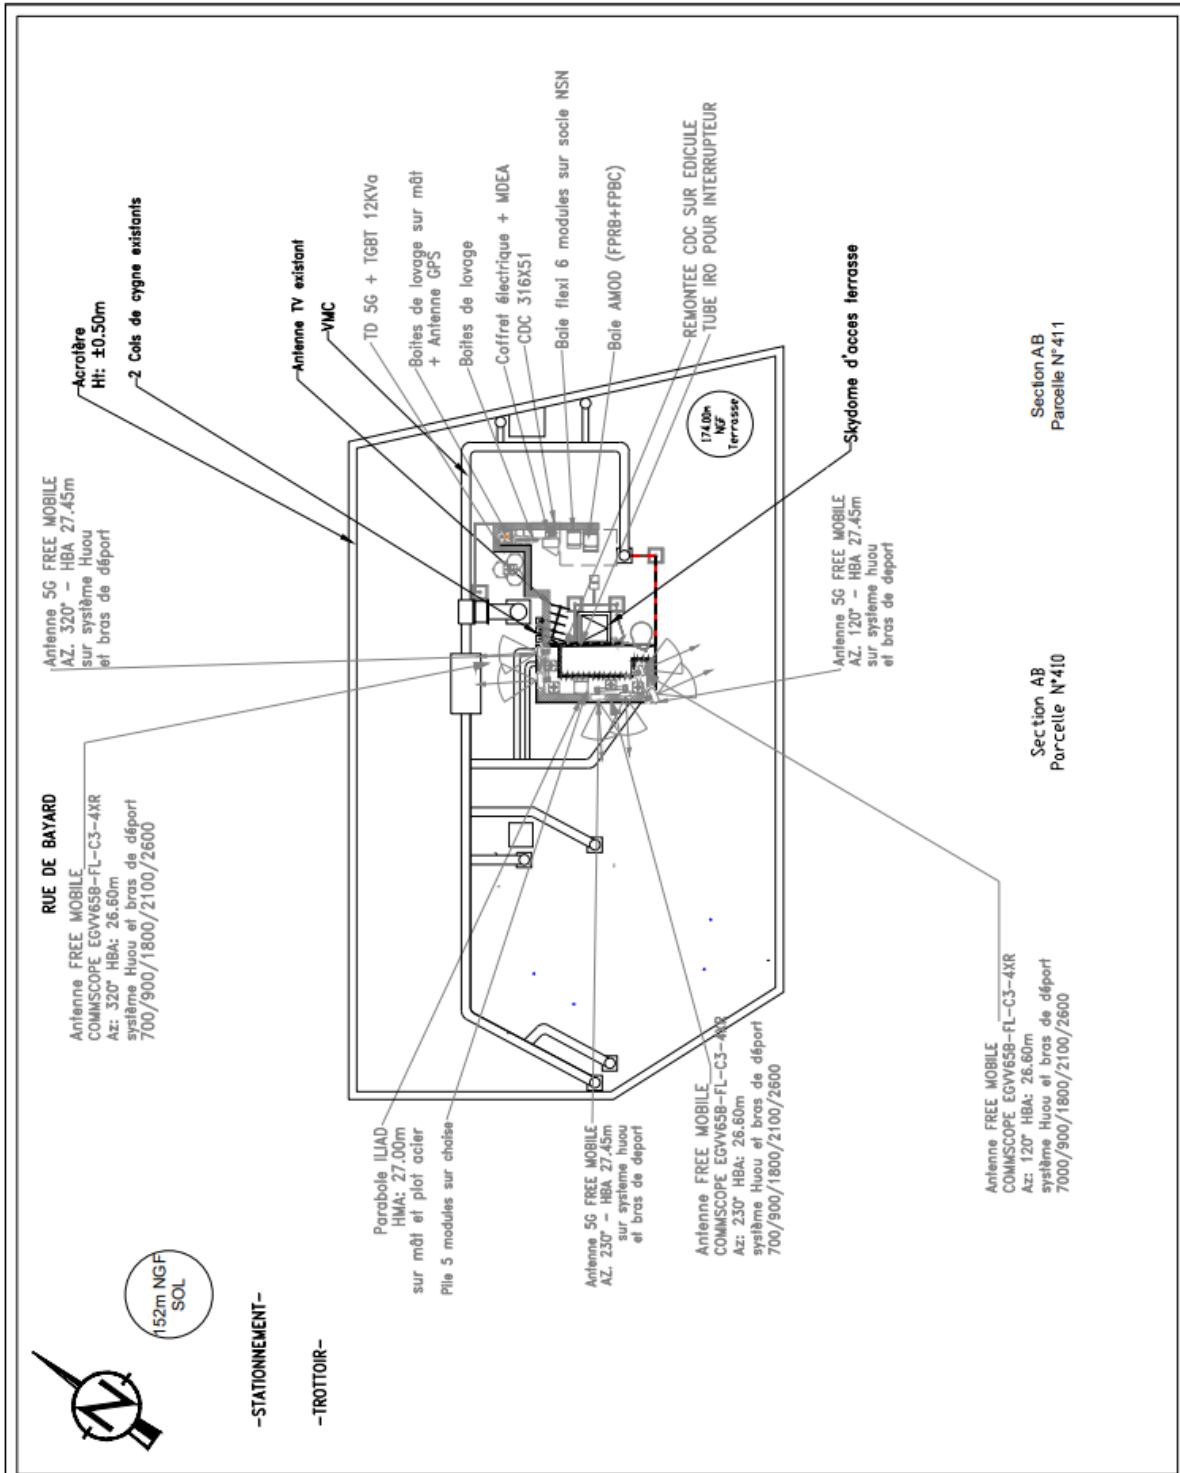 Acrotère
Ht: ±0.50m
2 Cols de cygne existants
Antenne TV existant
VMC
TD 5G + TGBT 12KVa
Boites de lovage sur mât
+ Antenne GPS
Boites de lovage
Coffret électrique + MDEA
CDC 316X51
Baie flexi 6 modules sur socle NSN
Baie AMOD (FPRB+FPBC)
REMONTEE CDC SUR EDICULE
TUBE IRO POUR INTERRUPTEUR
Skydome d'acces terrasse
174.00m
NGF
Terrasse
Section AB
Parcelle N°411
Antenne 5G FREE MOBILE
AZ. 320° - HBA 27.45m
sur système Huou
et bras de déport
Antenne 5G FREE MOBILE
AZ. 120° - HBA 27.45m
sur systeme huou
et bras de deport
Section AB
Parcelle N°410
RUE DE BAYARD
Antenne FREE MOBILE
COMMSCOPE EGVV65B-FL-C3-4XR
Az: 320° HBA: 26.60m
système Huou et bras de déport
700/900/1800/2100/2600
Parabole ILIAD
HMA: 27.00m
sur mât et plot acier
Pile 5 modules sur chaise
Antenne 5G FREE MOBILE
AZ. 230° - HBA 27.45m
sur systeme huou
et bras de deport
Antenne FREE MOBILE
COMMSCOPE EGVV65B-FL-C3-4XR
Az: 230° HBA: 26.60m
système Huou et bras de déport
700/900/1800/2100/2600
Antenne FREE MOBILE
COMMSCOPE EGVV65B-FL-C3-4XR
Az: 120° HBA: 26.60m
système Huou et bras de déport
7000/900/1800/2100/2600
152m NGF
SOL
N
-STATIONNEMENT-
-TROTTOIR-